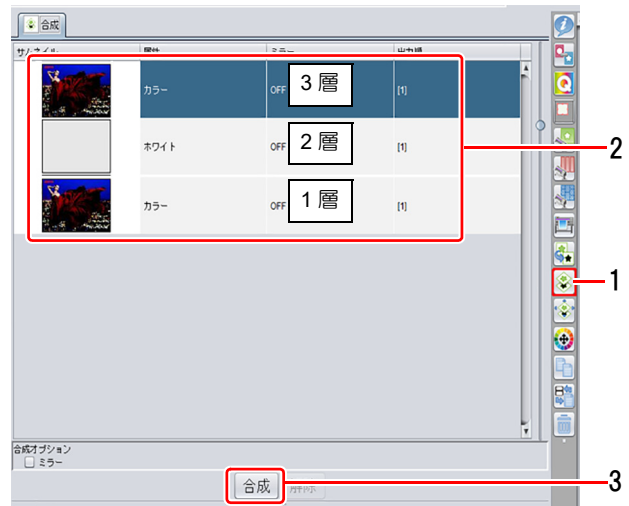 合成
サムネイル 属性 ミラー 出力順
カラー OFF 3層 [1]
ホワイト OFF 2層 [1]
カラー OFF 1層 [1]
2
1
合成オプション
ミラー
合成 解除
3